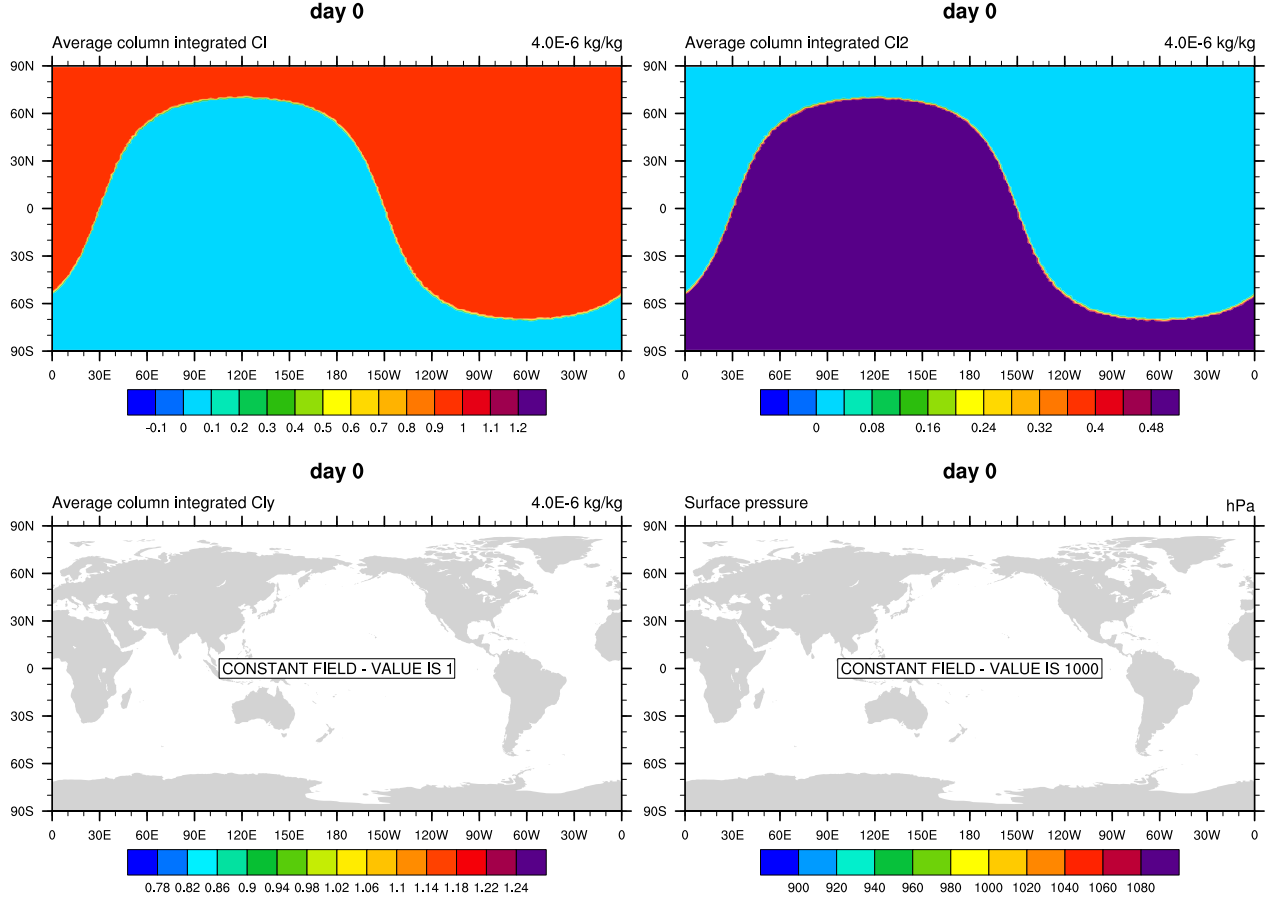 day 0
Average column integrated Cl 4.0E-6 kg/kg
90N
60N
30N
0
30S
60S
90S
0 30E 60E 90E 120E 150E 180 150W 120W 90W 60W 30W 0
-0.1 0 0.1 0.2 0.3 0.4 0.5 0.6 0.7 0.8 0.9 1 1.1 1.2
day 0
Average column integrated Cl2 4.0E-6 kg/kg
90N
60N
30N
0
30S
60S
90S
0 30E 60E 90E 120E 150E 180 150W 120W 90W 60W 30W 0
0 0.08 0.16 0.24 0.32 0.4 0.48
day 0
Average column integrated Cly 4.0E-6 kg/kg
90N
60N
30N
0
30S
60S
90S
CONSTANT FIELD - VALUE IS 1
0 30E 60E 90E 120E 150E 180 150W 120W 90W 60W 30W 0
0.78 0.82 0.86 0.9 0.94 0.98 1.02 1.06 1.1 1.14 1.18 1.22 1.24
day 0
Surface pressure hPa
90N
60N
30N
0
30S
60S
90S
CONSTANT FIELD - VALUE IS 1000
0 30E 60E 90E 120E 150E 180 150W 120W 90W 60W 30W 0
900 920 940 960 980 1000 1020 1040 1060 1080